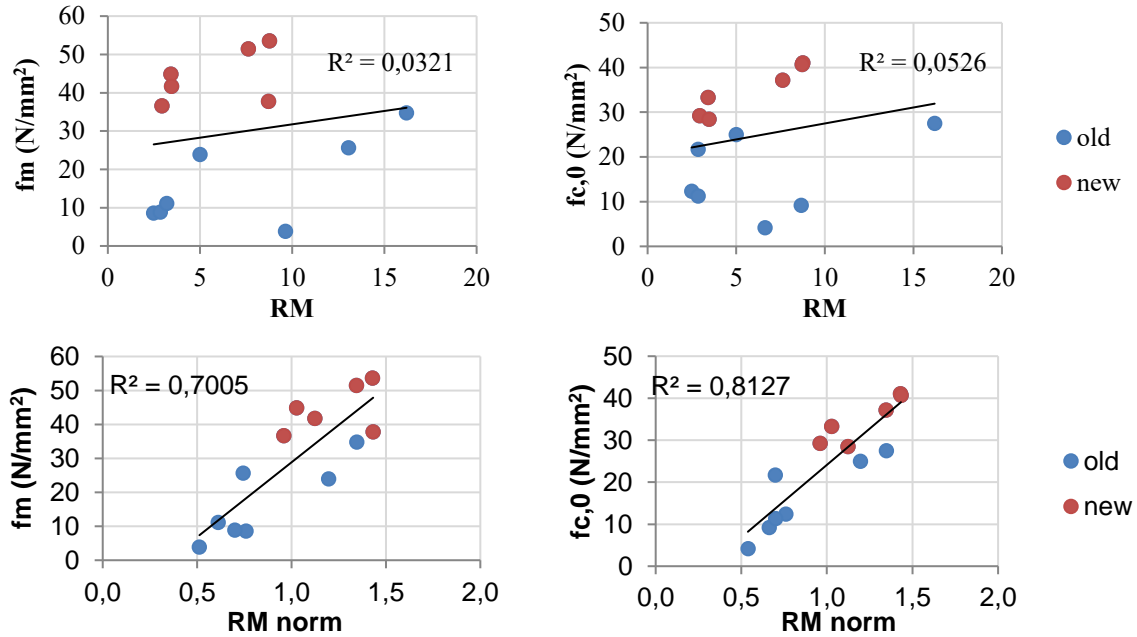 60
50
40
30
20
10
0
fm (N/mm²)
R² = 0,0321
0
5
10
15
20
RM
50
40
30
20
10
0
fc,0 (N/mm²)
R² = 0,0526
0
5
10
15
20
RM
old
new
60
50
40
30
20
10
0
fm (N/mm²)
R² = 0,7005
0,0
0,5
1,0
1,5
2,0
RM norm
50
40
30
20
10
0
fc,0 (N/mm²)
R² = 0,8127
0,0
0,5
1,0
1,5
2,0
RM norm
old
new